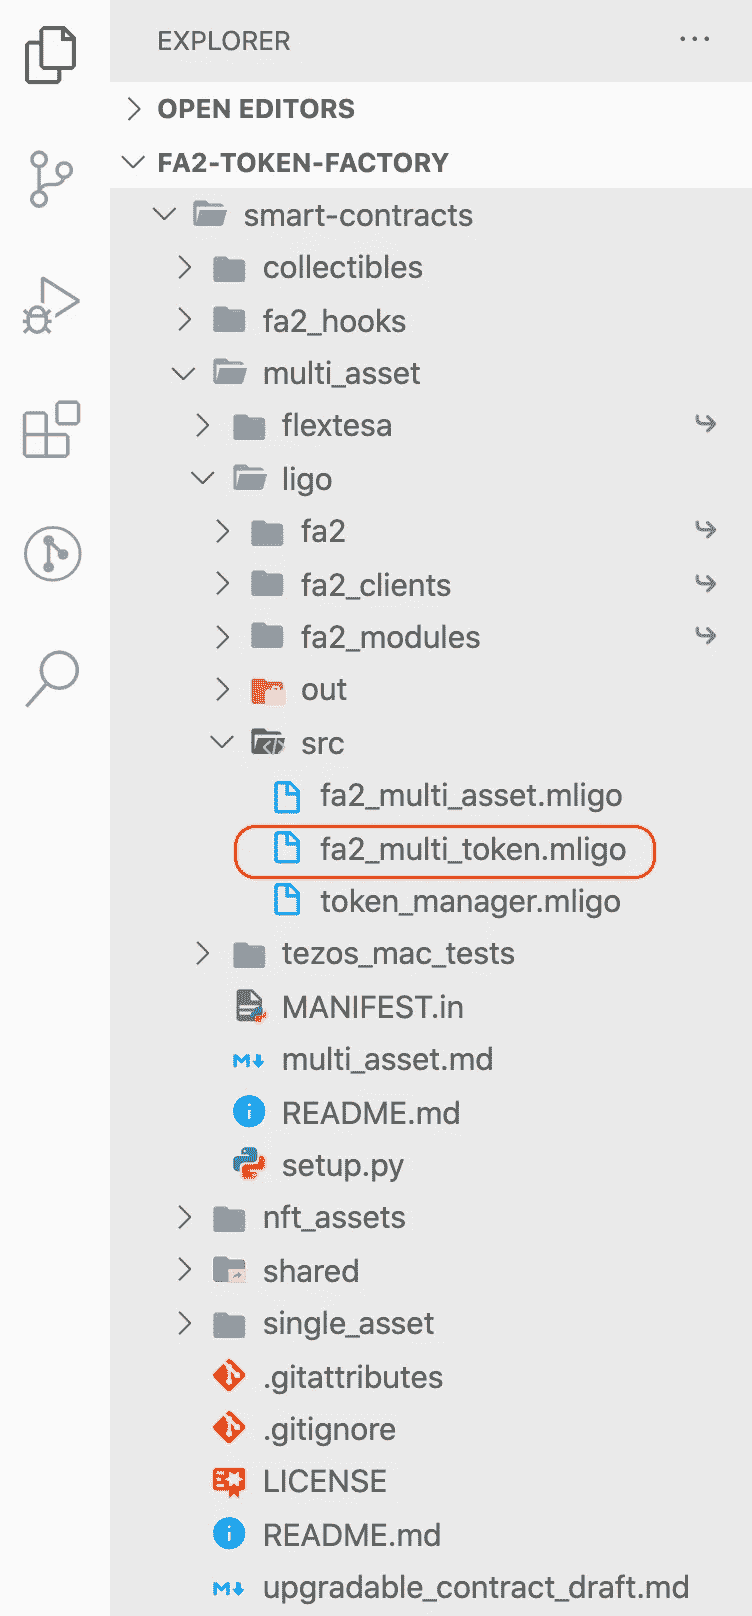 EXPLORER
OPEN EDITORS
FA2-TOKEN-FACTORY
smart-contracts
collectibles
fa2_hooks
multi_asset
flextesa
ligo
fa2
fa2_clients
fa2_modules
out
src
fa2_multi_asset.mligo
fa2_multi_token.mligo
token_manager.mligo
tezos_mac_tests
MANIFEST.in
multi_asset.md
README.md
setup.py
nft_assets
shared
single_asset
.gitattributes
.gitignore
LICENSE
README.md
upgradable_contract_draft.md